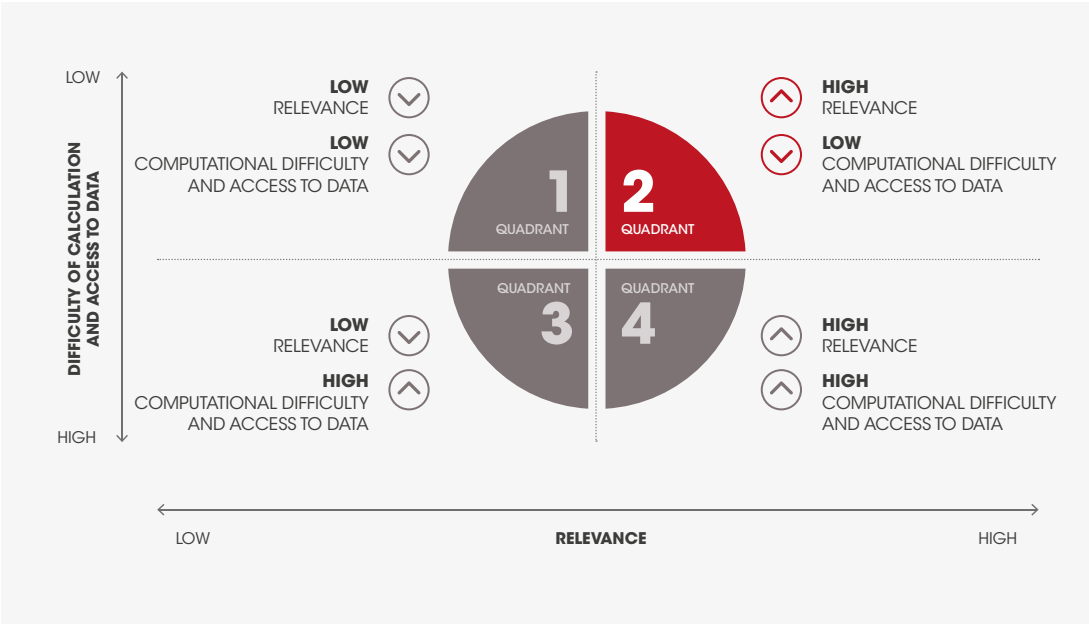 LOW
DIFFICULTY OF CALCULATION
AND ACCESS TO DATA
HIGH
LOW
RELEVANCE
LOW
COMPUTATIONAL DIFFICULTY
AND ACCESS TO DATA
1
QUADRANT
2
QUADRANT
HIGH
RELEVANCE
LOW
COMPUTATIONAL DIFFICULTY
AND ACCESS TO DATA
LOW
RELEVANCE
HIGH
COMPUTATIONAL DIFFICULTY
AND ACCESS TO DATA
QUADRANT
3
QUADRANT
4
HIGH
RELEVANCE
HIGH
COMPUTATIONAL DIFFICULTY
AND ACCESS TO DATA
LOW
RELEVANCE
HIGH